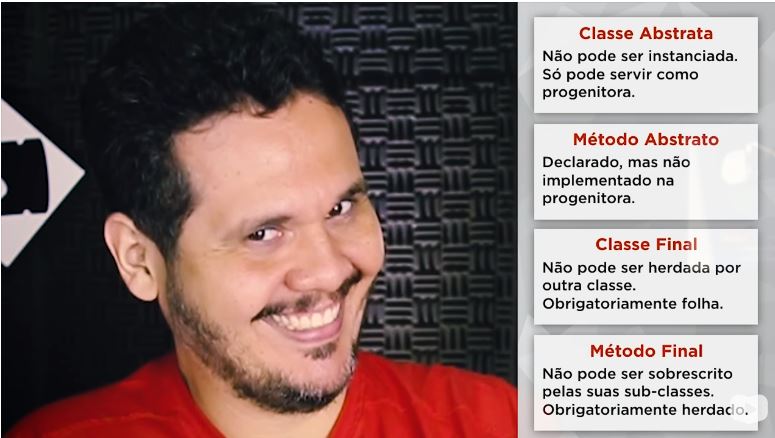 Classe Abstrata
Não pode ser instanciada.
Só pode servir como
progenitora.
Método Abstrato
Declarado, mas não
implementado na
progenitora.
Classe Final
Não pode ser herdada por
outra classe.
Obrigatoriamente folha.
Método Final
Não pode ser sobrescrito
pelas suas sub-classes.
Obrigatoriamente herdado.